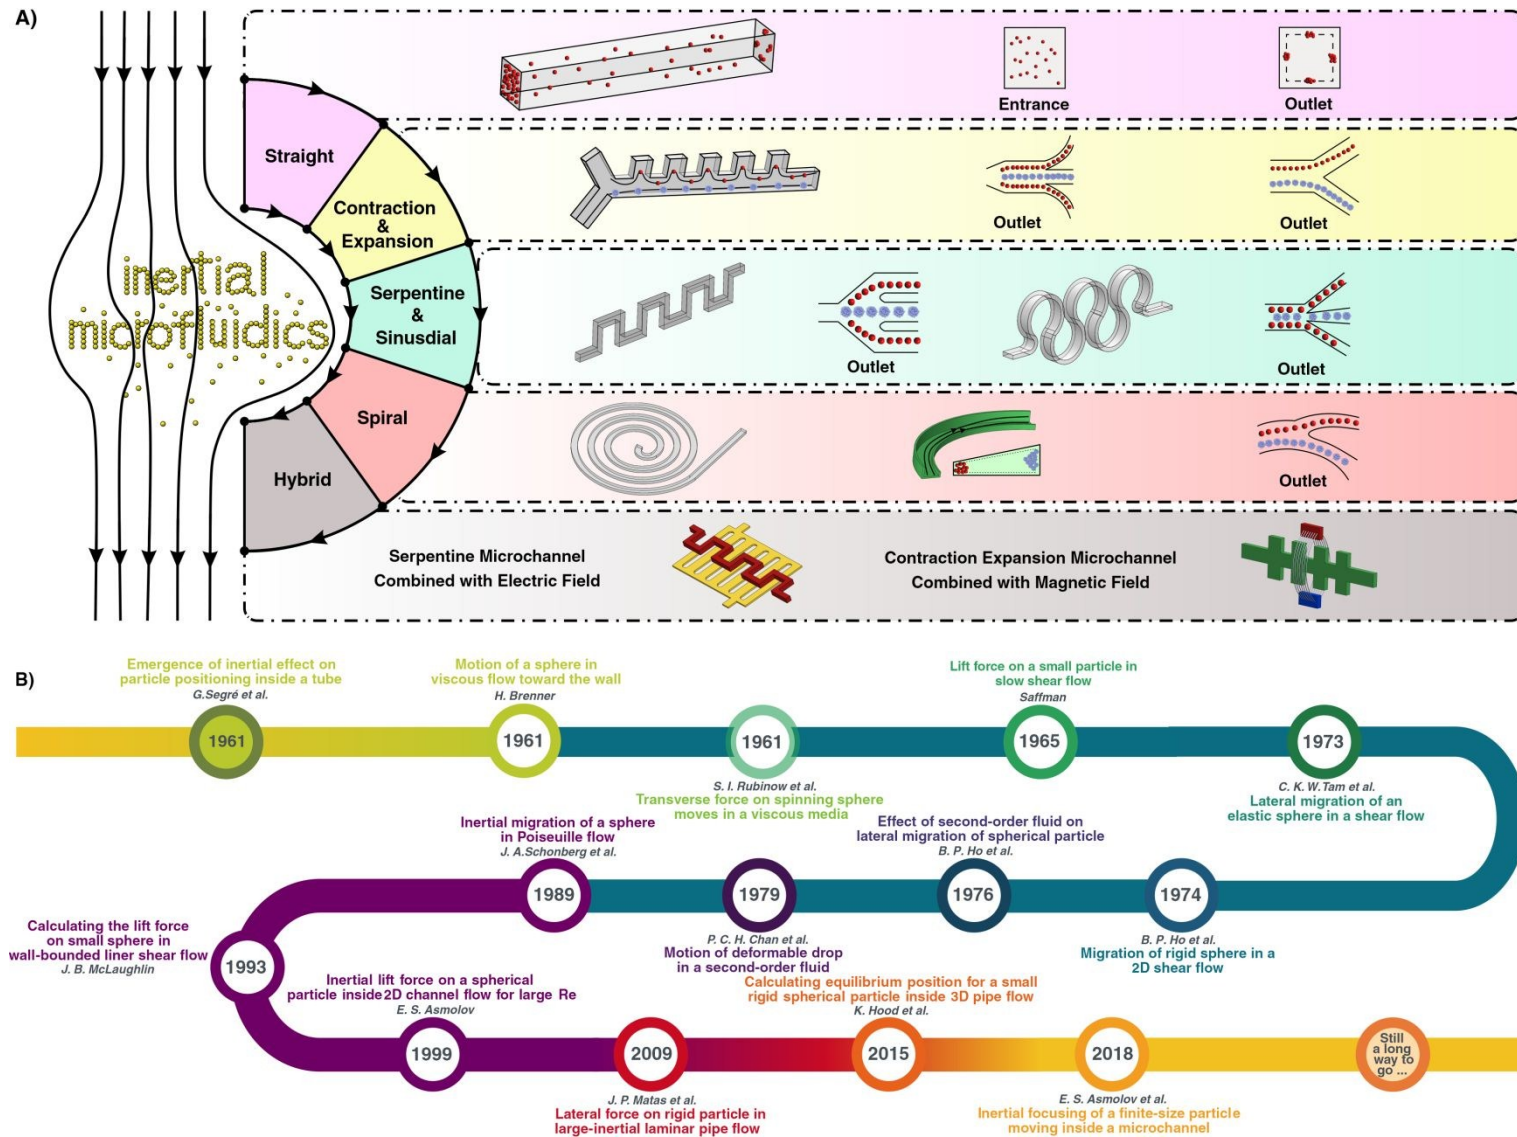 A)
inertial
microfluidics
Straight
Contraction
&
Expansion
Serpentine
&
Sinusdial
Spiral
Hybrid
Entrance
Outlet
Outlet
Outlet
Outlet
Outlet
Outlet
Serpentine Microchannel
Combined with Electric Field
Contraction Expansion Microchannel
Combined with Magnetic Field
B)
Emergence of inertial effect on
particle positioning inside a tube
G.Segré et al.
1961
Motion of a sphere in
viscous flow toward the wall
H. Brenner
1961
1961
S. I. Rubinow et al.
Transverse force on spinning sphere
moves in a viscous media
Lift force on a small particle in
slow shear flow
Saffman
1965
1973
C. K. W.Tam et al.
Lateral migration of an
elastic sphere in a shear flow
1974
B. P. Ho et al.
Migration of rigid sphere in a
2D shear flow
Effect of second-order fluid on
lateral migration of spherical particle
B. P. Ho et al.
1976
1979
P. C. H. Chan et al.
Motion of deformable drop
in a second-order fluid
Inertial migration of a sphere
in Poiseuille flow
J. A.Schonberg et al.
1989
Calculating the lift force
on small sphere in
wall-bounded liner shear flow
J. B. McLaughlin
1993
Inertial lift force on a spherical
particle inside2D channel flow for large Re
E. S. Asmolov
1999
2009
J. P. Matas et al.
Lateral force on rigid particle in
large-inertial laminar pipe flow
Calculating equilibrium position for a small
rigid spherical particle inside 3D pipe flow
K. Hood et al.
2015
2018
E. S. Asmolov et al.
Inertial focusing of a finite-size particle
moving inside a microchannel
Still
a long
way to
go ...